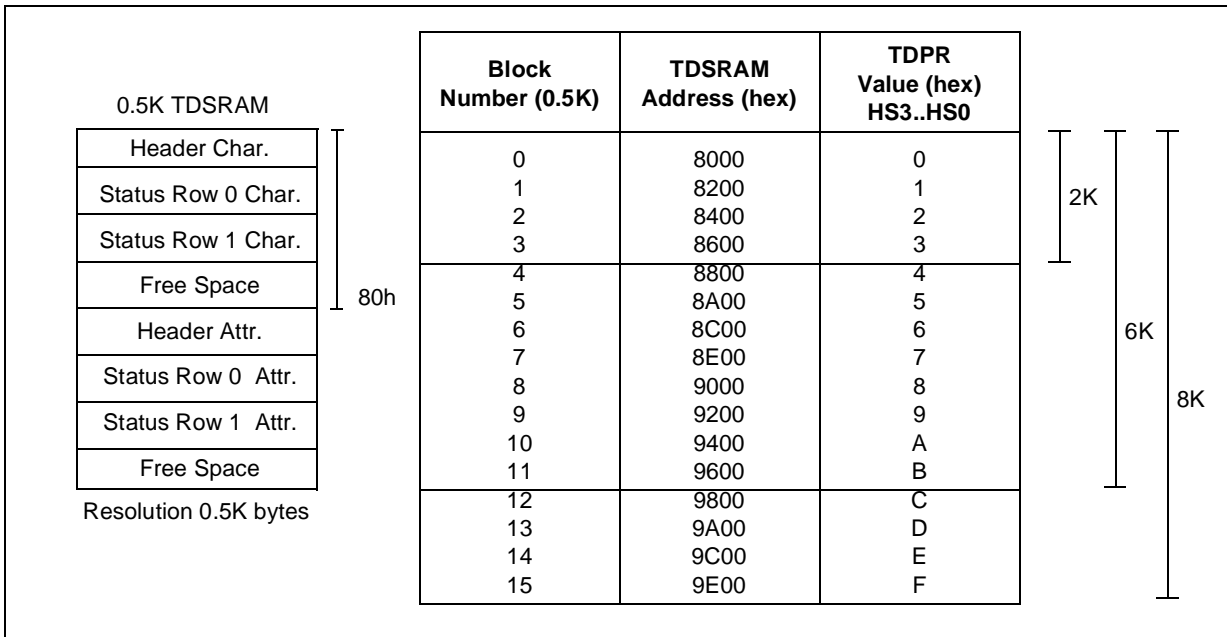 0.5K TDSRAM
Header Char.
Status Row 0 Char.
Status Row 1 Char.
Free Space
80h
Header Attr.
Status Row 0 Attr.
Status Row 1 Attr.
Free Space
Resolution 0.5K bytes
Block Number (0.5K) TDSRAM Address (hex) TDPR Value (hex) HS3..HS0
0 8000 0
1 8200 1
2 8400 2
3 8600 3
4 8800 4
5 8A00 5
6 8C00 6
7 8E00 7
8 9000 8
9 9200 9
10 9400 A
11 9600 B
12 9800 C
13 9A00 D
14 9C00 E
15 9E00 F
2K
6K
8K